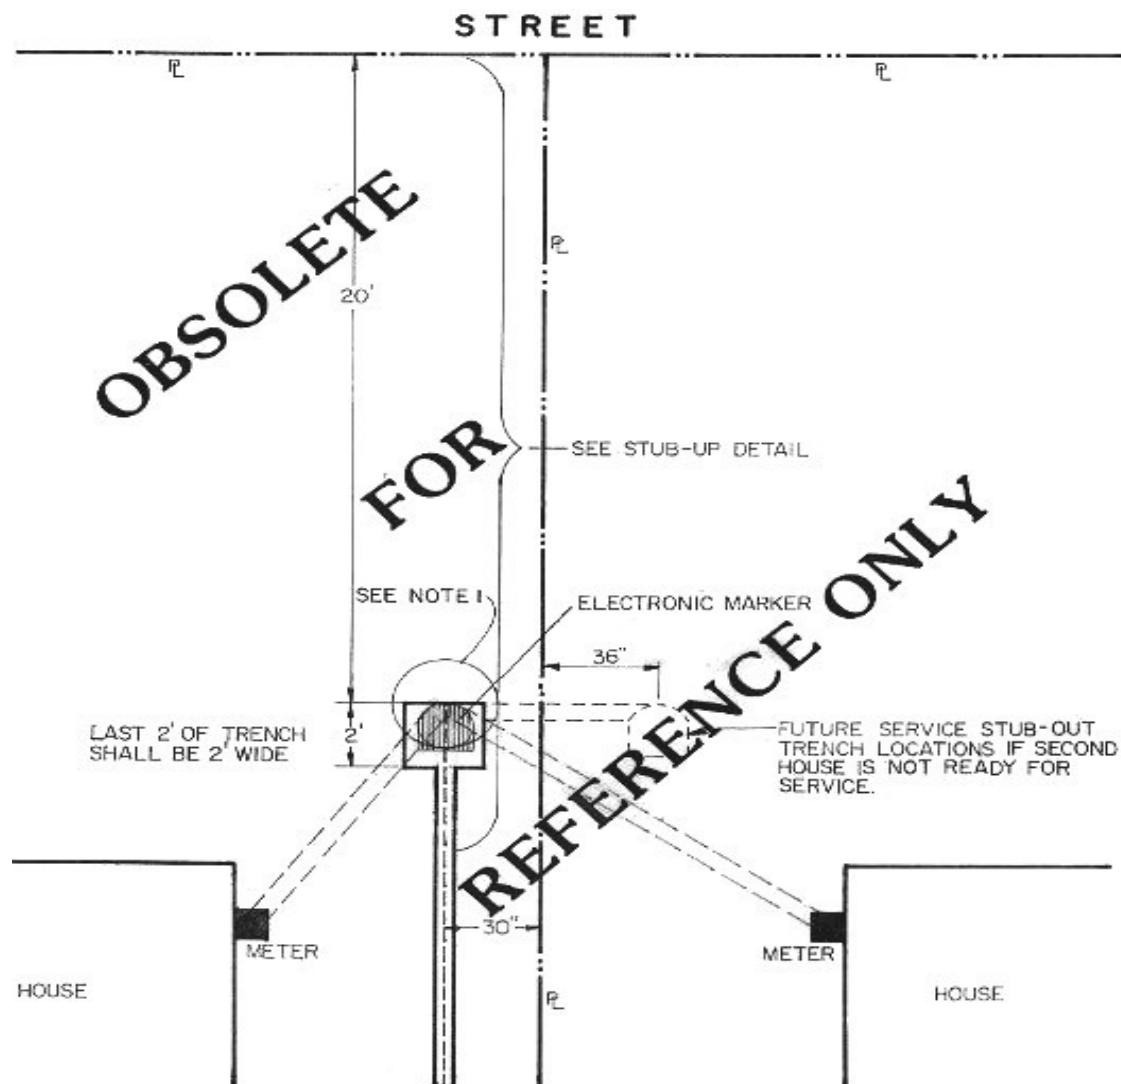 STREET
PL
PL
OBSOLETE
PL
20'
FOR
SEE STUB-UP DETAIL
REFERENCE ONLY
SEE NOTE 1
ELECTRONIC MARKER
36"
LAST 2' OF TRENCH
SHALL BE 2' WIDE
2'
FUTURE SERVICE STUB-OUT
TRENCH LOCATIONS IF SECOND
HOUSE IS NOT READY FOR
SERVICE.
30"
METER
METER
HOUSE
HOUSE
PL